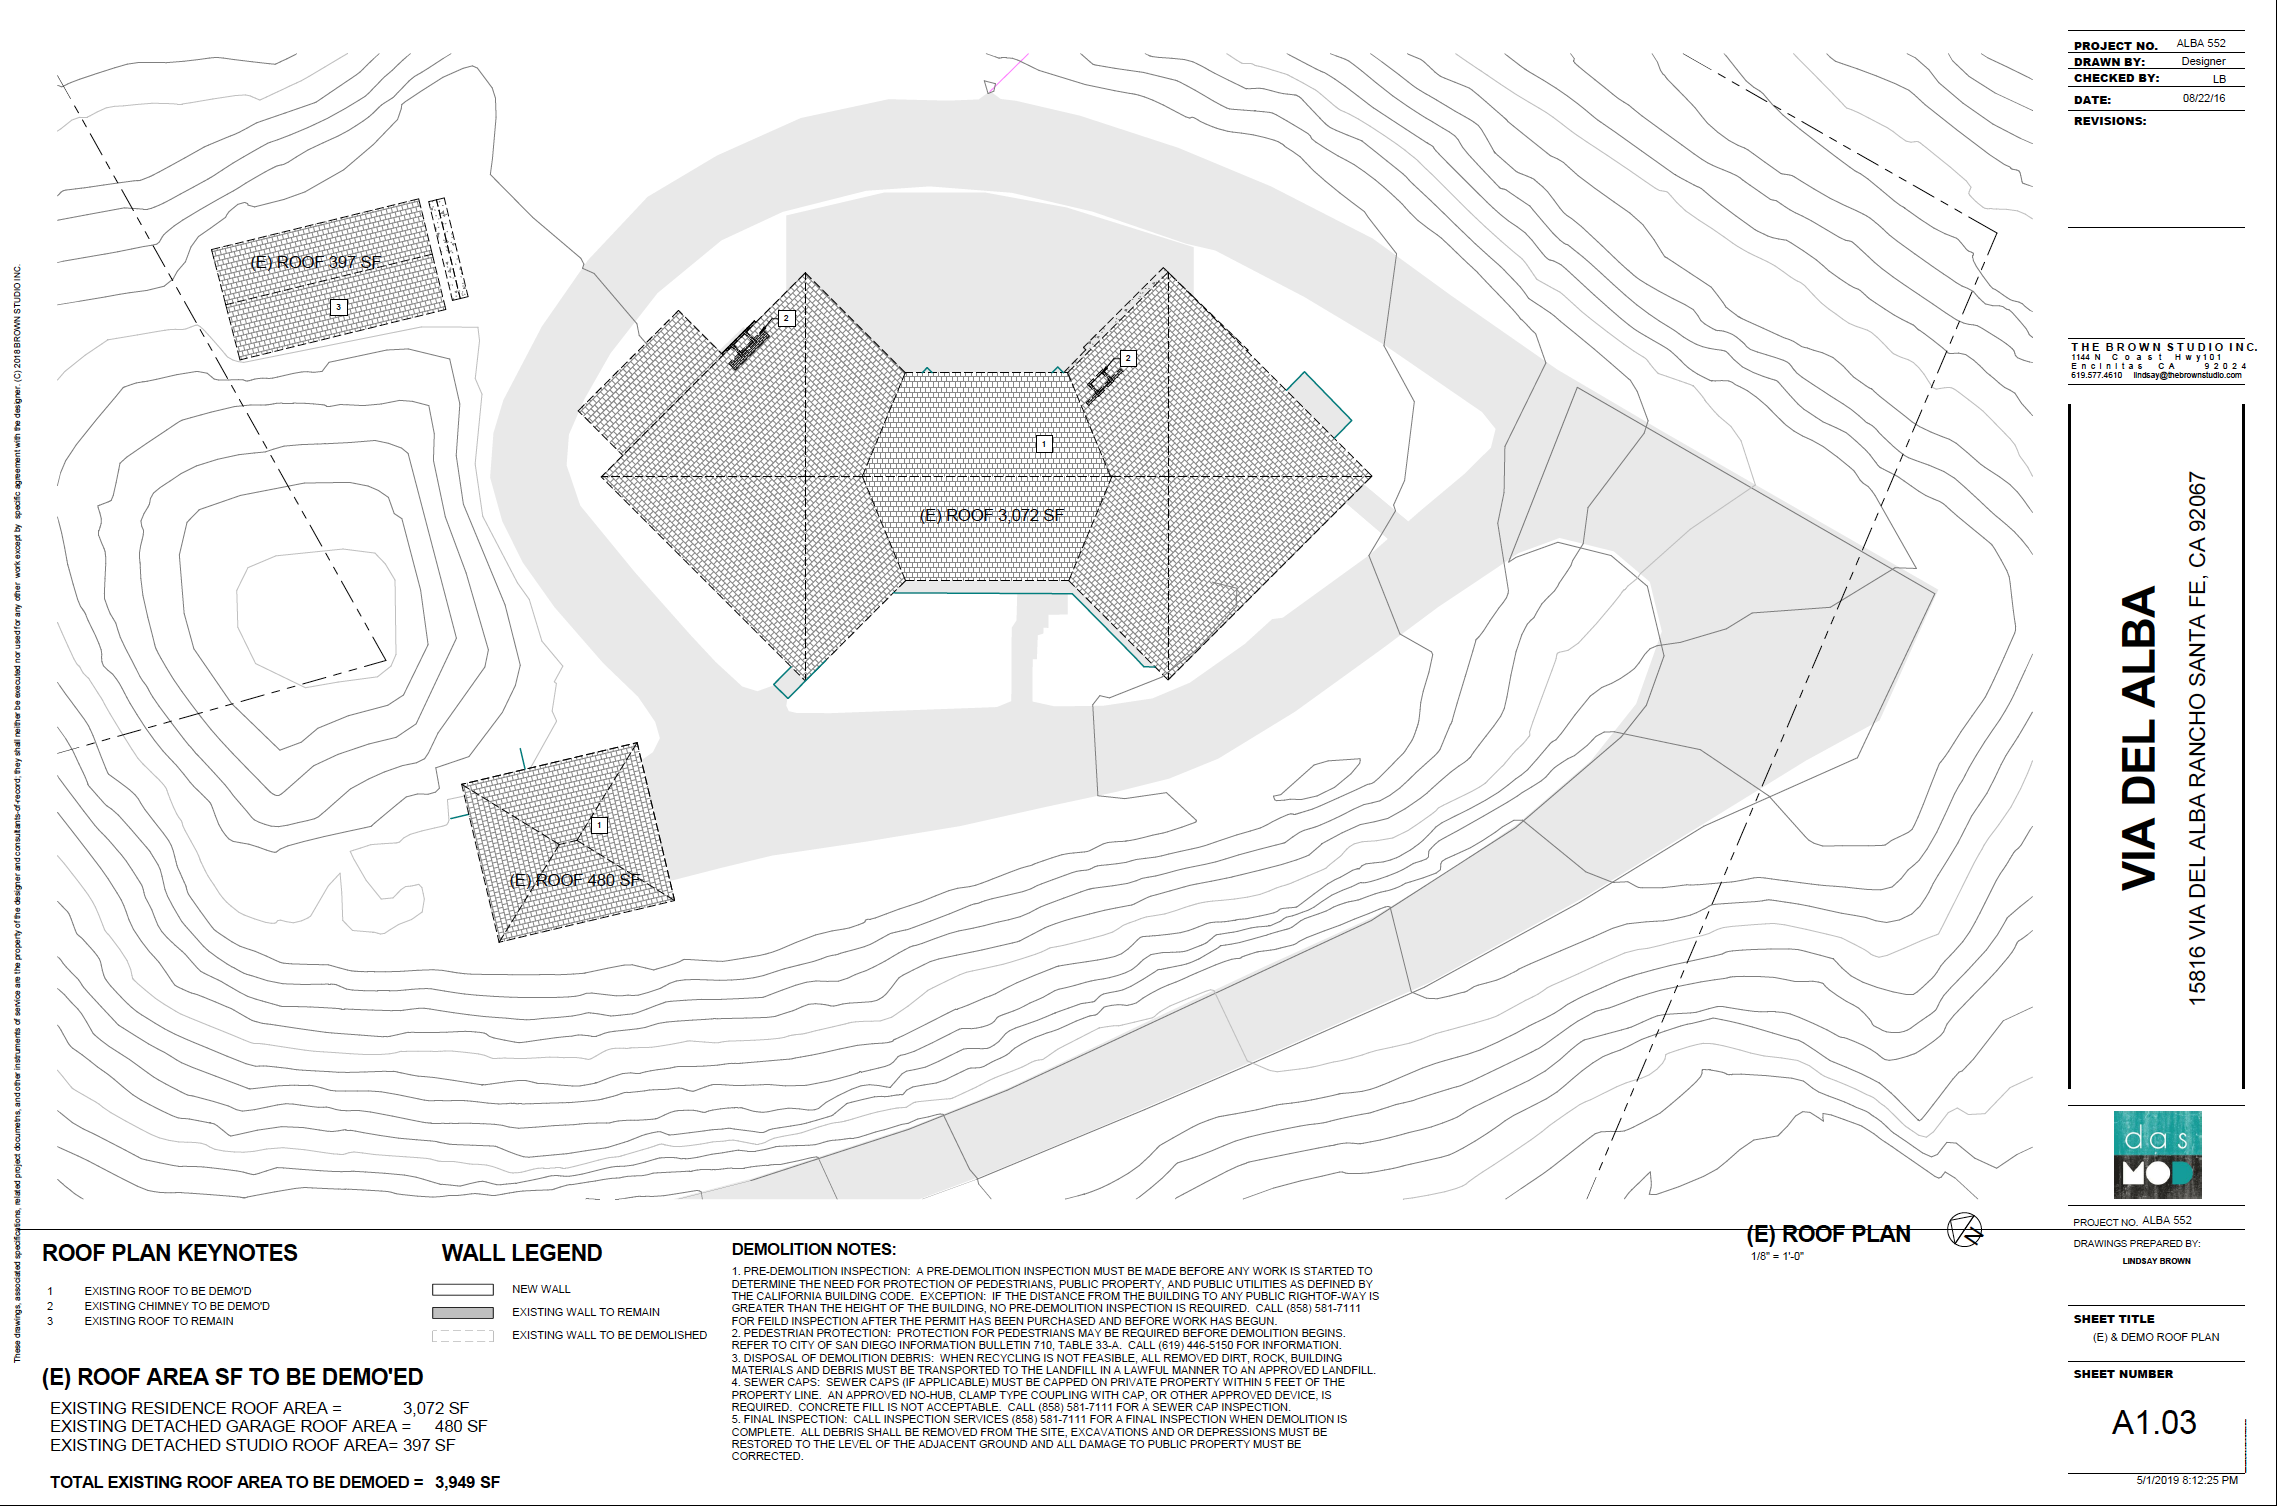 (E) ROOF 397 SF
3
2
2
1
(E) ROOF 3,072 SF
1
(E) ROOF 480 SF
These drawings, associated specifications, related project documetns, and other instruments of service are the property of the designer and consultants-of-record; they shall neither be executed nor used for any other work except by specific agreement with the designer. (C) 2018 BROWN STUDIO INC.
(E) ROOF PLAN
1/8" = 1'-0"
N
ROOF PLAN KEYNOTES
1 EXISTING ROOF TO BE DEMO'D
2 EXISTING CHIMNEY TO BE DEMO'D
3 EXISTING ROOF TO REMAIN
WALL LEGEND
NEW WALL
EXISTING WALL TO REMAIN
EXISTING WALL TO BE DEMOLISHED
(E) ROOF AREA SF TO BE DEMO'ED
EXISTING RESIDENCE ROOF AREA = 3,072 SF
EXISTING DETACHED GARAGE ROOF AREA = 480 SF
EXISTING DETACHED STUDIO ROOF AREA= 397 SF
TOTAL EXISTING ROOF AREA TO BE DEMOED = 3,949 SF
DEMOLITION NOTES:
1. PRE-DEMOLITION INSPECTION: A PRE-DEMOLITION INSPECTION MUST BE MADE BEFORE ANY WORK IS STARTED TO
DETERMINE THE NEED FOR PROTECTION OF PEDESTRIANS, PUBLIC PROPERTY, AND PUBLIC UTILITIES AS DEFINED BY
THE CALIFORNIA BUILDING CODE. EXCEPTION: IF THE DISTANCE FROM THE BUILDING TO ANY PUBLIC RIGHTOF-WAY IS
GREATER THAN THE HEIGHT OF THE BUILDING, NO PRE-DEMOLITION INSPECTION IS REQUIRED. CALL (858) 581-7111
FOR FEILD INSPECTION AFTER THE PERMIT HAS BEEN PURCHASED AND BEFORE WORK HAS BEGUN.
2. PEDESTRIAN PROTECTION: PROTECTION FOR PEDESTRIANS MAY BE REQUIRED BEFORE DEMOLITION BEGINS.
REFER TO CITY OF SAN DIEGO INFORMATION BULLETIN 710, TABLE 33-A. CALL (619) 446-5150 FOR INFORMATION.
3. DISPOSAL OF DEMOLITION DEBRIS: WHEN RECYCLING IS NOT FEASIBLE, ALL REMOVED DIRT, ROCK, BUILDING
MATERIALS AND DEBRIS MUST BE TRANSPORTED TO THE LANDFILL IN A LAWFUL MANNER TO AN APPROVED LANDFILL.
4. SEWER CAPS: SEWER CAPS (IF APPLICABLE) MUST BE CAPPED ON PRIVATE PROPERTY WITHIN 5 FEET OF THE
PROPERTY LINE. AN APPROVED NO-HUB, CLAMP TYPE COUPLING WITH CAP, OR OTHER APPROVED DEVICE, IS
REQUIRED. CONCRETE FILL IS NOT ACCEPTABLE. CALL (858) 581-7111 FOR A SEWER CAP INSPECTION.
5. FINAL INSPECTION: CALL INSPECTION SERVICES (858) 581-7111 FOR A FINAL INSPECTION WHEN DEMOLITION IS
COMPLETE. ALL DEBRIS SHALL BE REMOVED FROM THE SITE, EXCAVATIONS AND OR DEPRESSIONS MUST BE
RESTORED TO THE LEVEL OF THE ADJACENT GROUND AND ALL DAMAGE TO PUBLIC PROPERTY MUST BE
CORRECTED.
PROJECT NO. ALBA 552
DRAWN BY: Designer
CHECKED BY: LB
DATE: 08/22/16
REVISIONS:
THE BROWN STUDIO INC.
1144 N Coast Hwy101
Encinitas CA 92024
619.577.4610 lindsay@thebrownstudio.com
VIA DEL ALBA
15816 VIA DEL ALBA RANCHO SANTA FE, CA 92067
das
MOD
PROJECT NO. ALBA 552
DRAWINGS PREPARED BY:
LINDSAY BROWN
SHEET TITLE
(E) & DEMO ROOF PLAN
SHEET NUMBER
A1.03
5/1/2019 8:12:25 PM